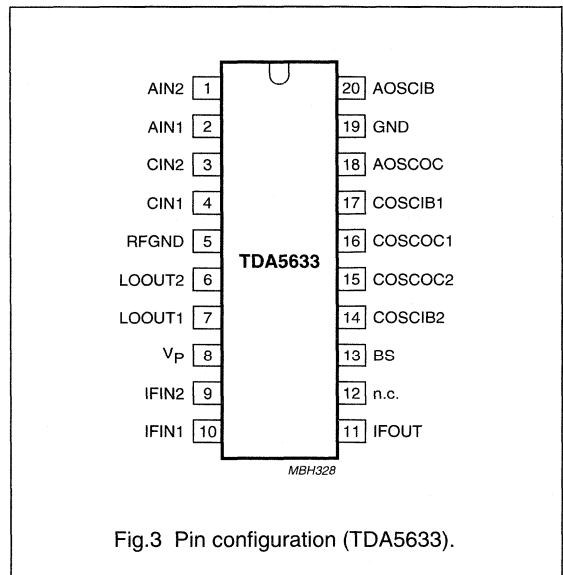 AIN2 1 20 AOSCIB
AIN1 2 19 GND
CIN2 3 18 AOSCOC
CIN1 4 17 COSCIB1
RFGND 5 16 COSCOC1
TDA5633
LOOUT2 6 15 COSCOC2
LOOUT1 7 14 COSCIB2
VP 8 13 BS
IFIN2 9 12 n.c.
IFIN1 10 11 IFOUT
MBH328
Fig.3 Pin configuration (TDA5633).